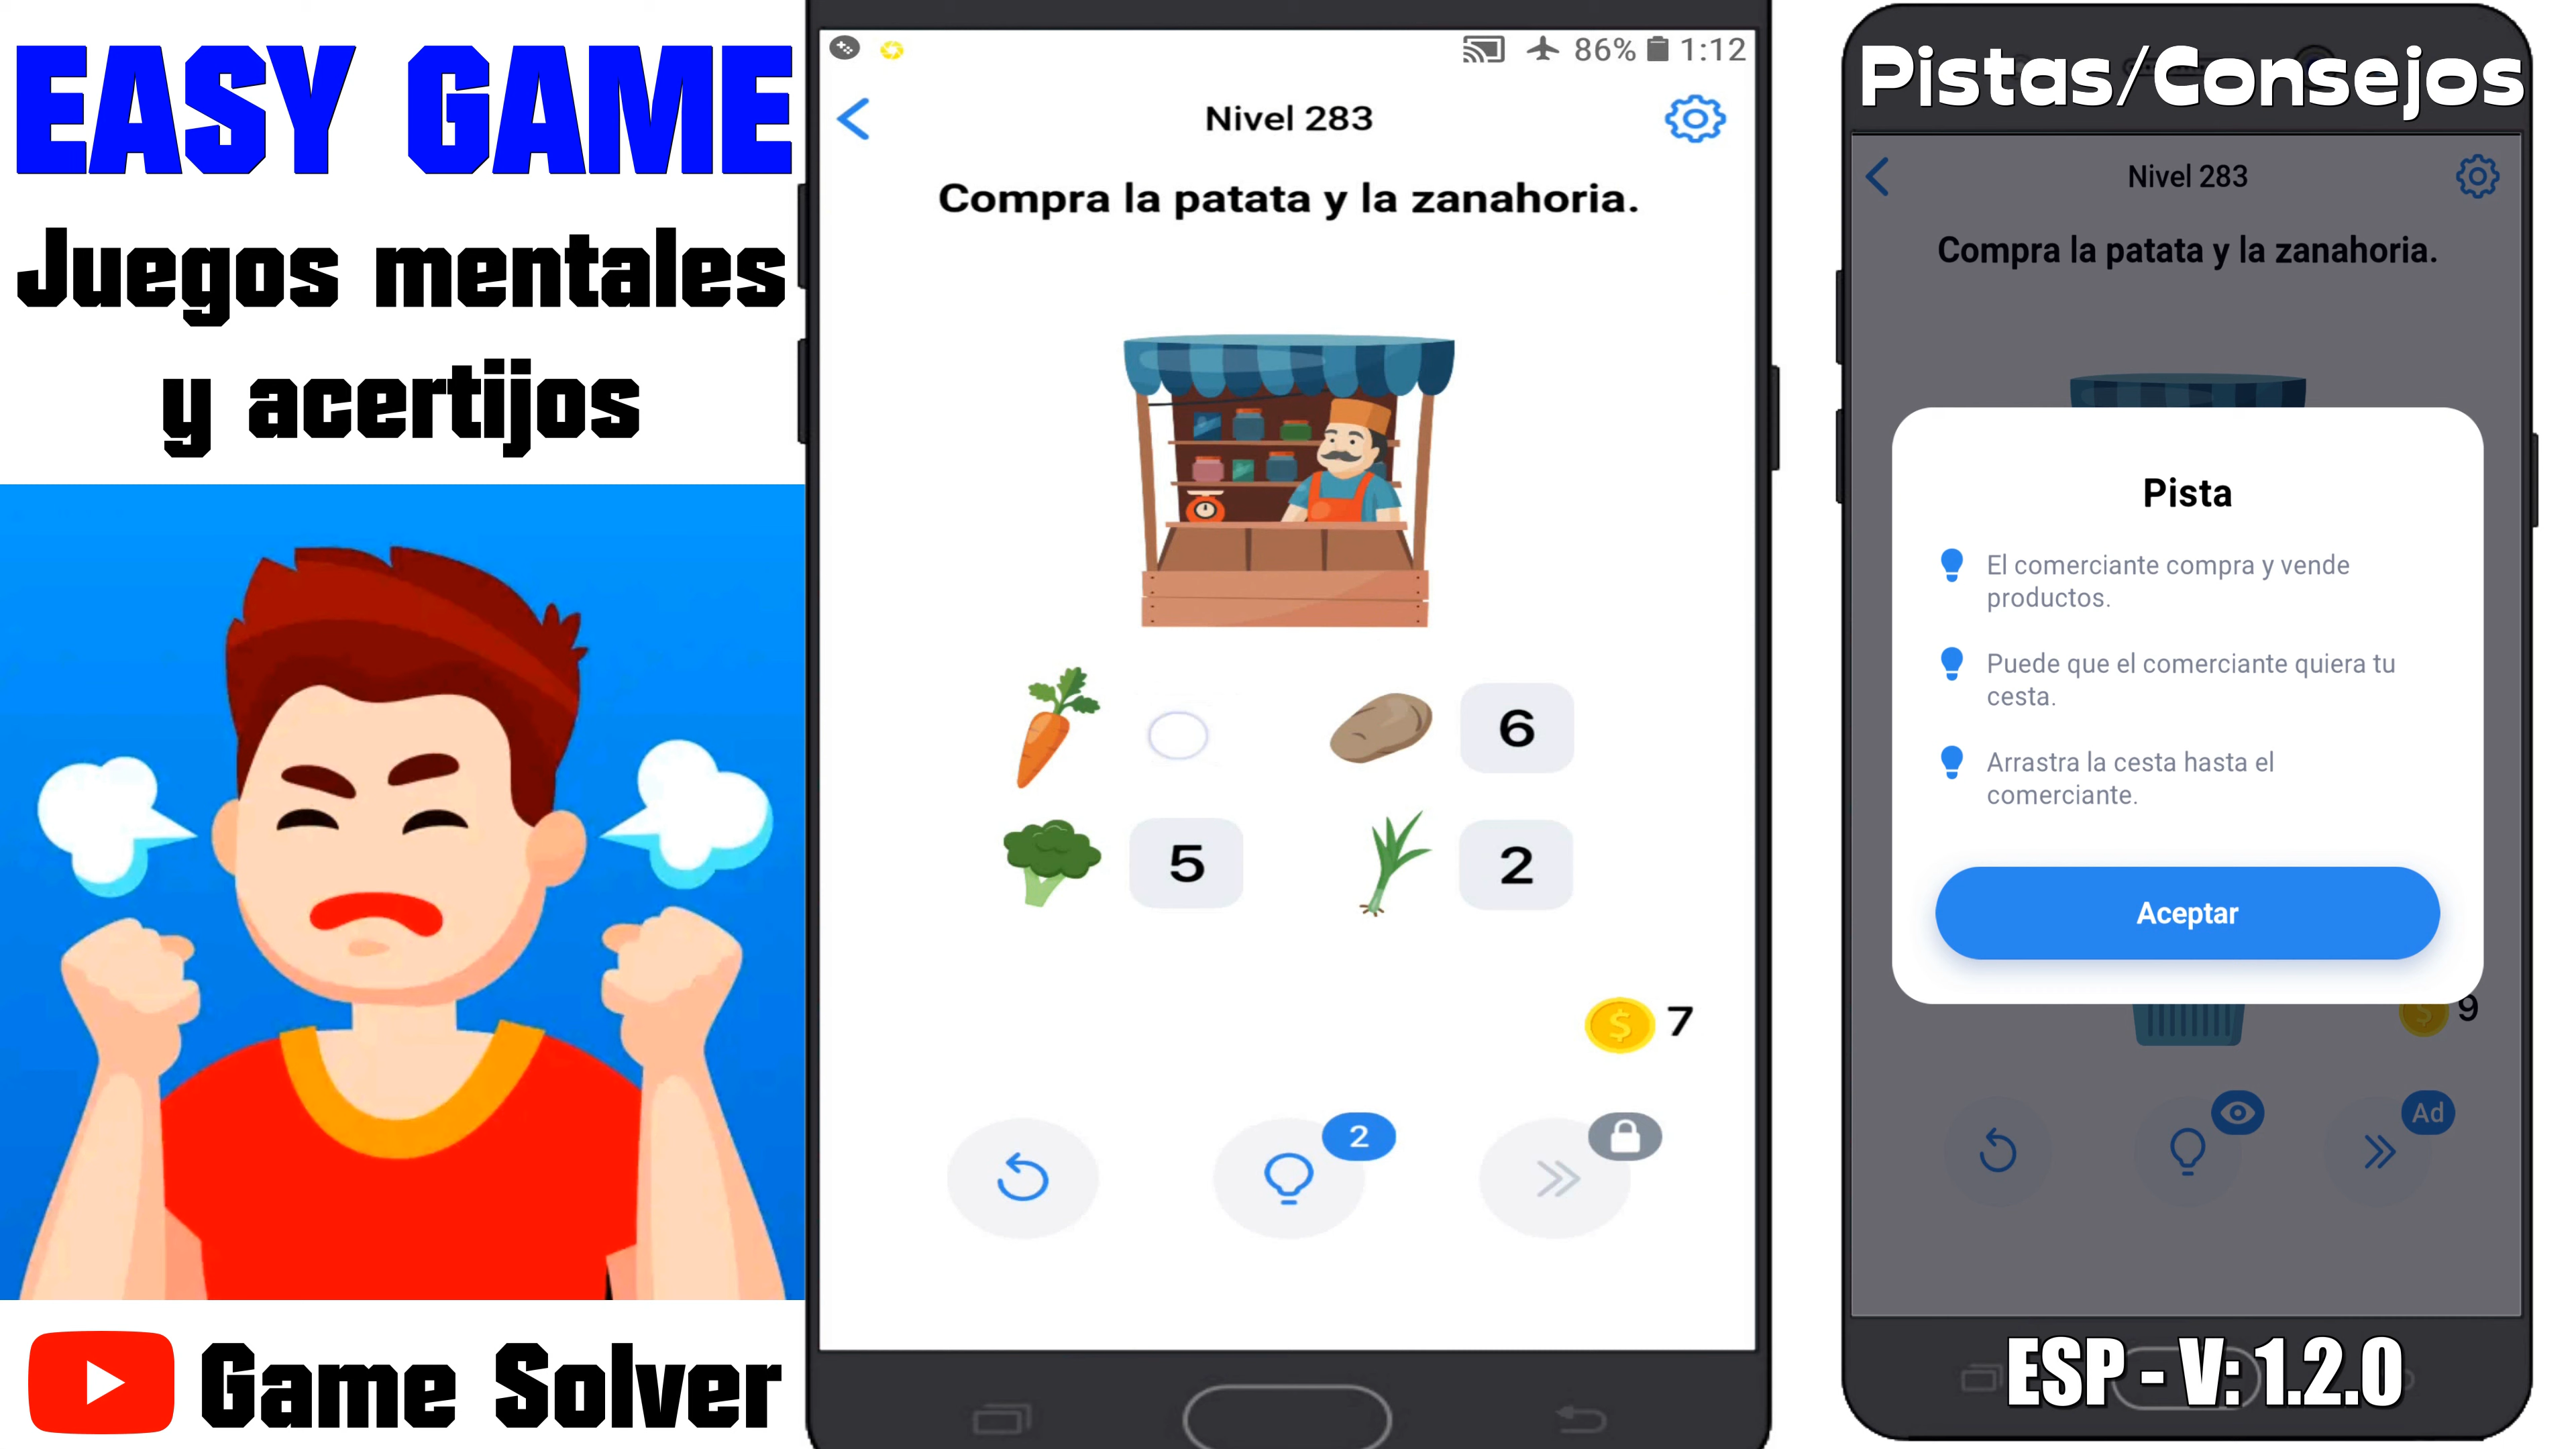 EASY GAME
Juegos mentales
y acertijos
Game Solver
86% 1:12
Nivel 283
Compra la patata y la zanahoria.
6
5
2
$ 7
2
Pistas/Consejos
Nivel 283
Compra la patata y la zanahoria.
Pista
El comerciante compra y vende
productos.
Puede que el comerciante quiera tu
cesta.
Arrastra la cesta hasta el
comerciante.
Aceptar
$ 9
Ad
ESP - V: 1.2.0